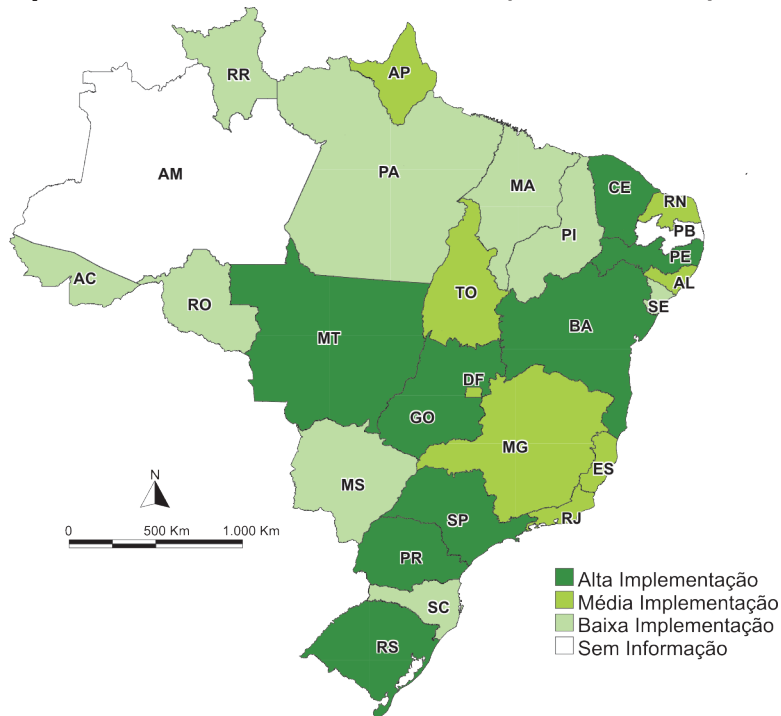 RR
AP
AM
PA
MA
CE
RN
PB
PI
PE
AL
SE
AC
RO
TO
BA
MT
DF
GO
MG
ES
MS
RJ
SP
PR
SC
RS
N
0 500 Km 1.000 Km
Alta Implementação
Média Implementação
Baixa Implementação
Sem Informação